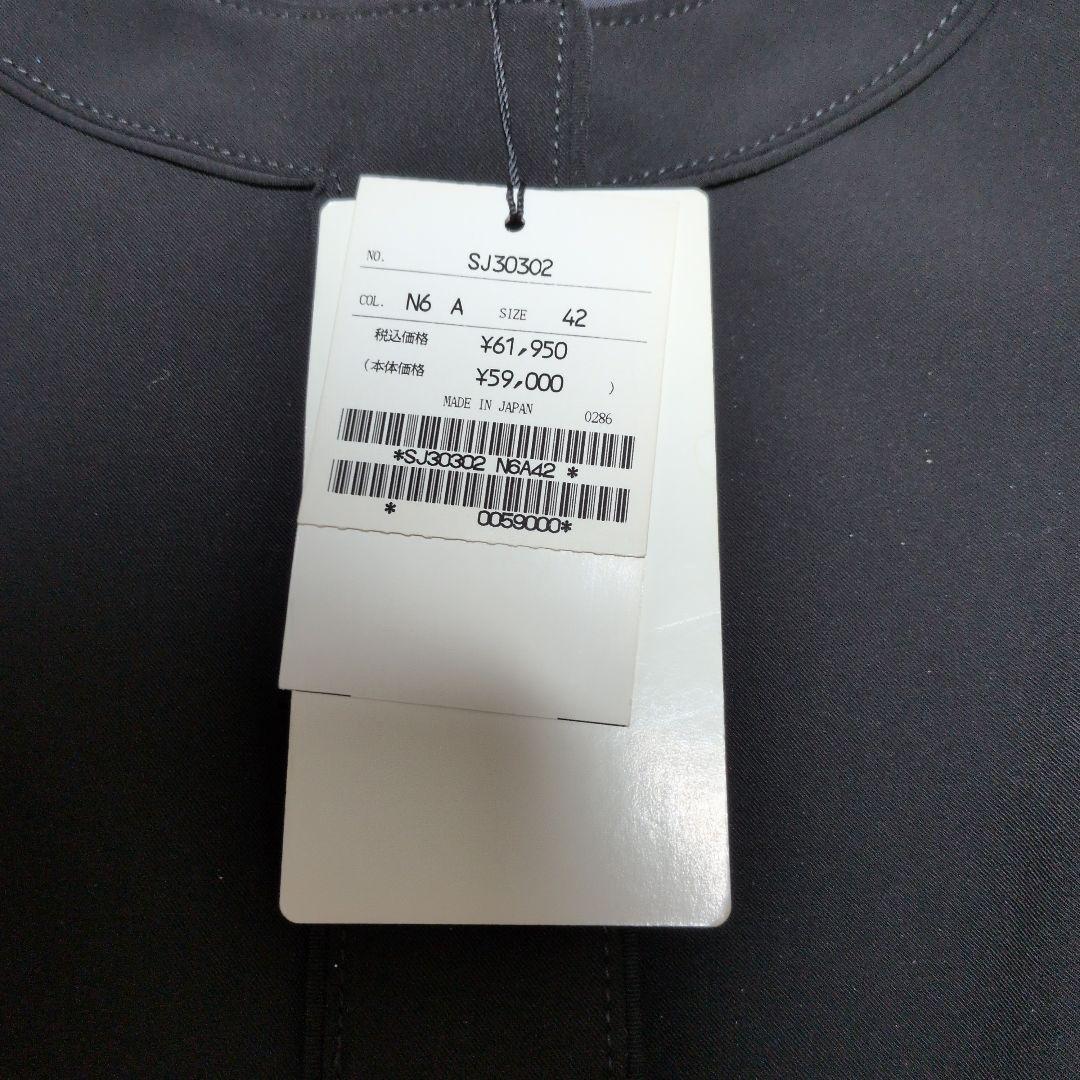 NO. SJ30302
COL. N6 A SIZE 42
税込価格 ¥61,950
(本体価格 ¥59,000 )
MADE IN JAPAN 0286
*SJ30302 N6A42 *
* 0059000*